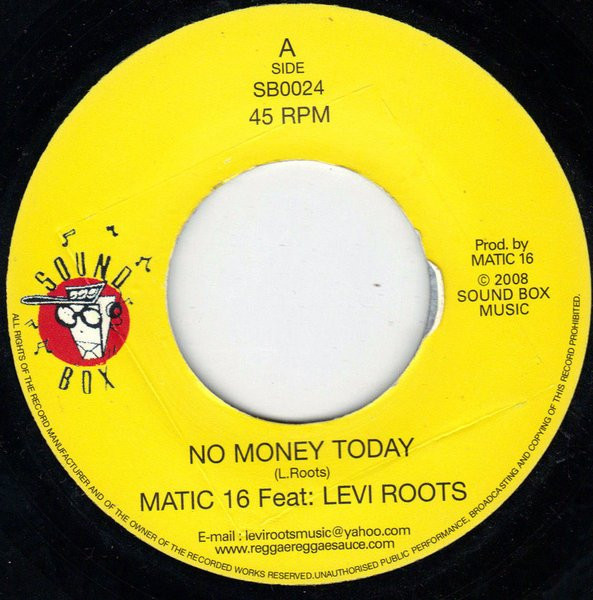 A
SIDE
SB0024
45 RPM
SOUND
BOX
Prod. by
MATIC 16
© 2008
SOUND BOX
MUSIC
NO MONEY TODAY
(L.Roots)
MATIC 16 Feat: LEVI ROOTS
E-mail : levirootsmusic@yahoo.com
www.reggaereggaesauce.com
ALL RIGHTS OF THE RECORD MANUFACTURER AND OF THE OWNER OF THE RECORDED WORKS RESERVED.UNAUTHORISED PUBLIC PERFORMANCE, BROADCASTING AND COPYING OF THIS RECORD PROHIBITED.